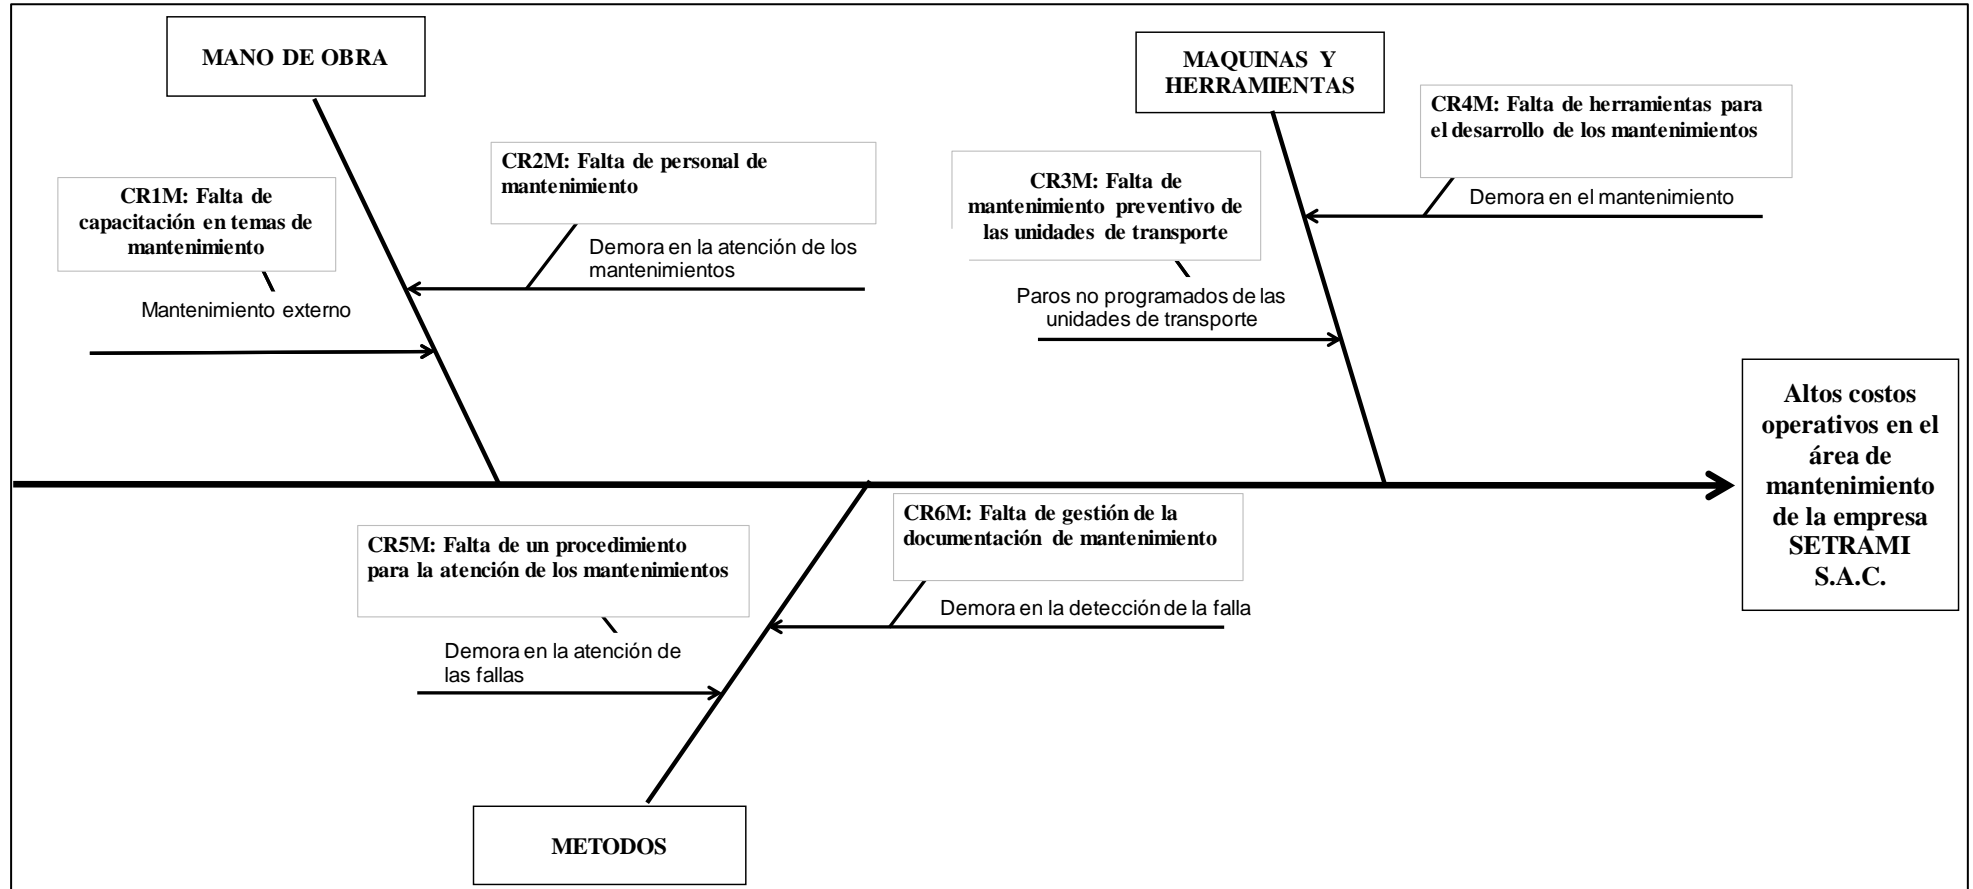 MANO DE OBRA
MAQUINAS Y
HERRAMIENTAS
CR4M: Falta de herramientas para
el desarrollo de los mantenimientos
CR2M: Falta de personal de
mantenimiento
CR3M: Falta de
mantenimiento preventivo de
las unidades de transporte
CR1M: Falta de
capacitación en temas de
mantenimiento
Demora en el mantenimiento
Demora en la atención de los
mantenimientos
Mantenimiento externo
Paros no programados de las
unidades de transporte
Altos costos
operativos en el
área de
mantenimiento
de la empresa
SETRAMI
S.A.C.
CR5M: Falta de un procedimiento
para la atención de los mantenimientos
CR6M: Falta de gestión de la
documentación de mantenimiento
Demora en la detección de la falla
Demora en la atención de
las fallas
METODOS